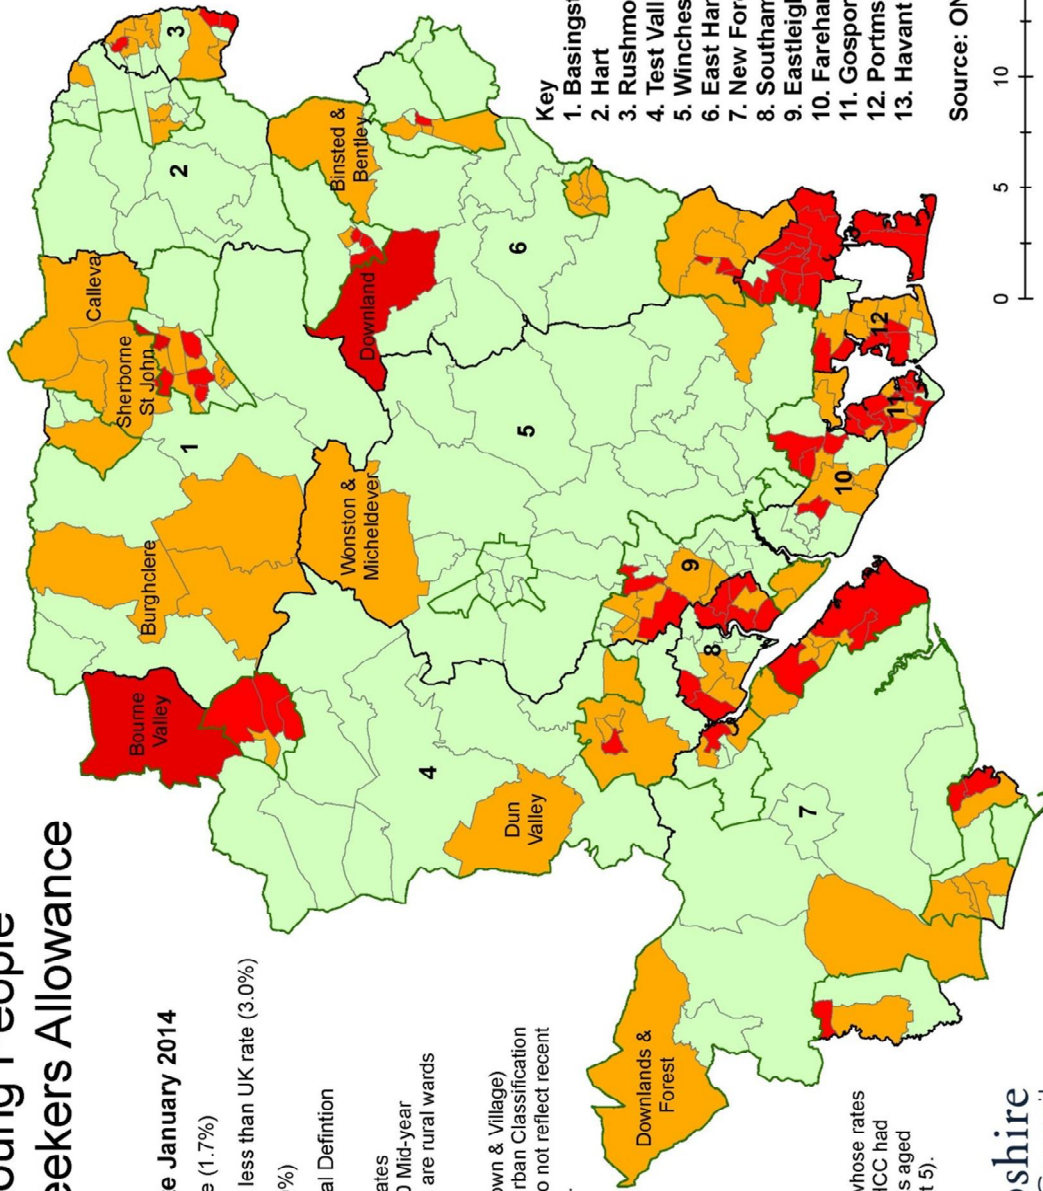 oung People
eekers Allowance
e January 2014
e (1.7%)
less than UK rate (3.0%)
0%)
al Defintion
ates
0 Mid-year
are rural wards
own & Village)
rban Classification
o not reflect recent
whose rates
HCC had
s aged
t 5).
oshire
Bourne
Valley
Burghclere
Sherborne
St John
Calleva
Wonston &
Micheldever
Downland
Binsted &
Bentley
Dun
Valley
Downlands &
Forest
1
2
3
4
5
6
7
8
9
10
11
12
13
Key
1. Basingst
2. Hart
3. Rushmo
4. Test Vall
5. Winches
6. East Har
7. New For
8. Southam
9. Eastleigh
10. Farehar
11. Gospor
12. Portms
13. Havant
Source: ON
0 5 10